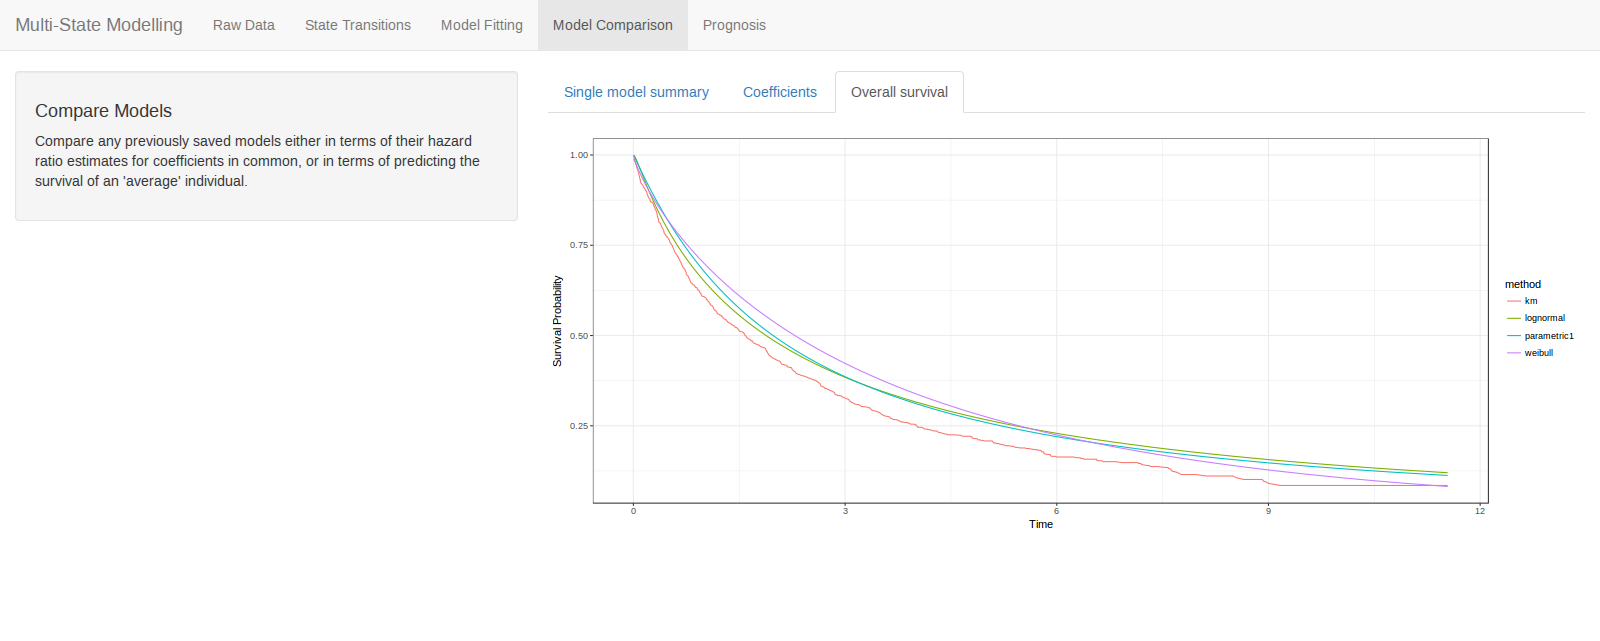 Multi-State Modelling Raw Data State Transitions Model Fitting Model Comparison Prognosis
Compare Models
Compare any previously saved models either in terms of their hazard
ratio estimates for coefficients in common, or in terms of predicting the
survival of an 'average' individual.
Single model summary Coefficients Overall survival
1.00
0.75
0.50
0.25
Survival Probability
0 3 6 9 12
Time
method
km
lognormal
parametric1
weibull